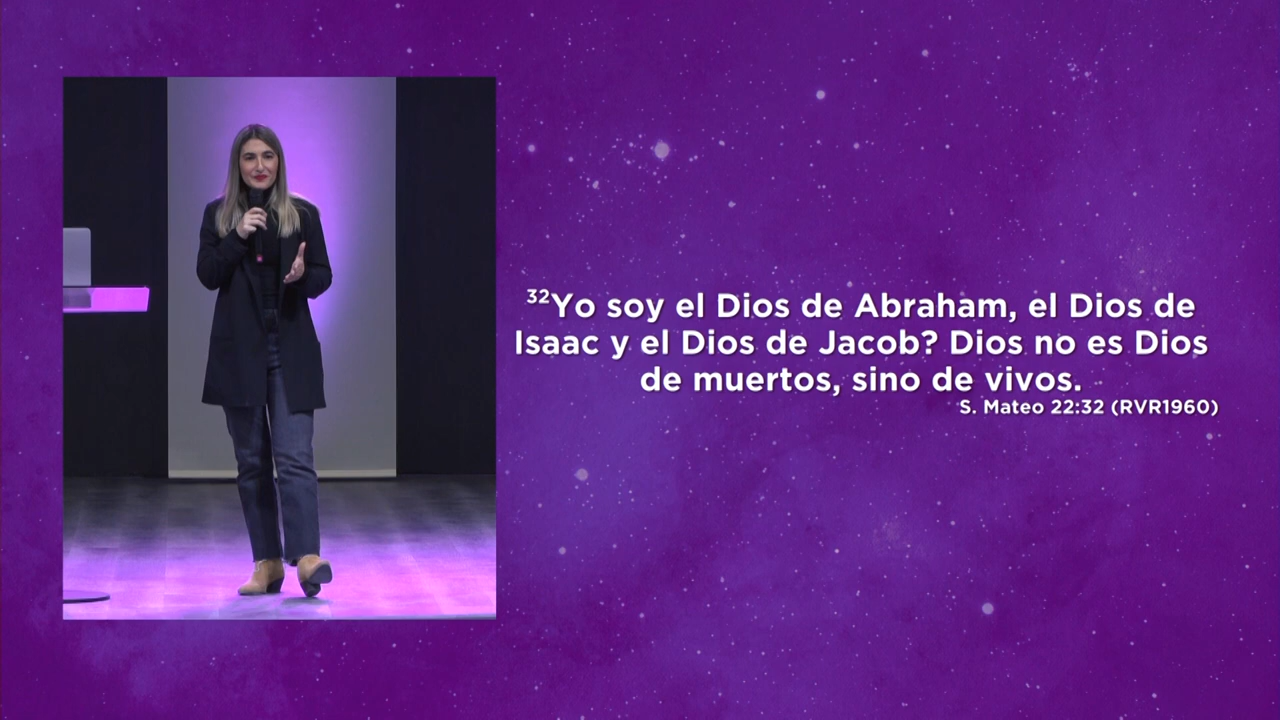 ³²Yo soy el Dios de Abraham, el Dios de
Isaac y el Dios de Jacob? Dios no es Dios
de muertos, sino de vivos.
S. Mateo 22:32 (RVR1960)